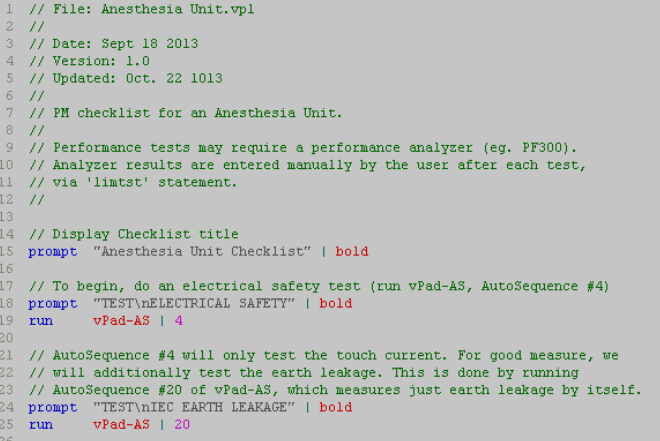 1 // File: Anesthesia Unit.vpl
2 //
3 // Date: Sept 18 2013
4 // Version: 1.0
5 // Updated: Oct. 22 1013
6 //
7 // PM checklist for an Anesthesia Unit.
8 //
9 // Performance tests may require a performance analyzer (eg. PF300).
10 // Analyzer results are entered manually by the user after each test,
11 // via 'limtst' statement.
12 //
13
14 // Display Checklist title
15 prompt "Anesthesia Unit Checklist" | bold
16
17 // To begin, do an electrical safety test (run vPad-AS, AutoSequence #4)
18 prompt "TEST\nELECTRICAL SAFETY" | bold
19 run vPad-AS | 4
20
21 // AutoSequence #4 will only test the touch current. For good measure, we
22 // will additionally test the earth leakage. This is done by running
23 // AutoSequence #20 of vPad-AS, which measures just earth leakage by itself.
24 prompt "TEST\nIEC EARTH LEAKAGE" | bold
25 run vPad-AS | 20